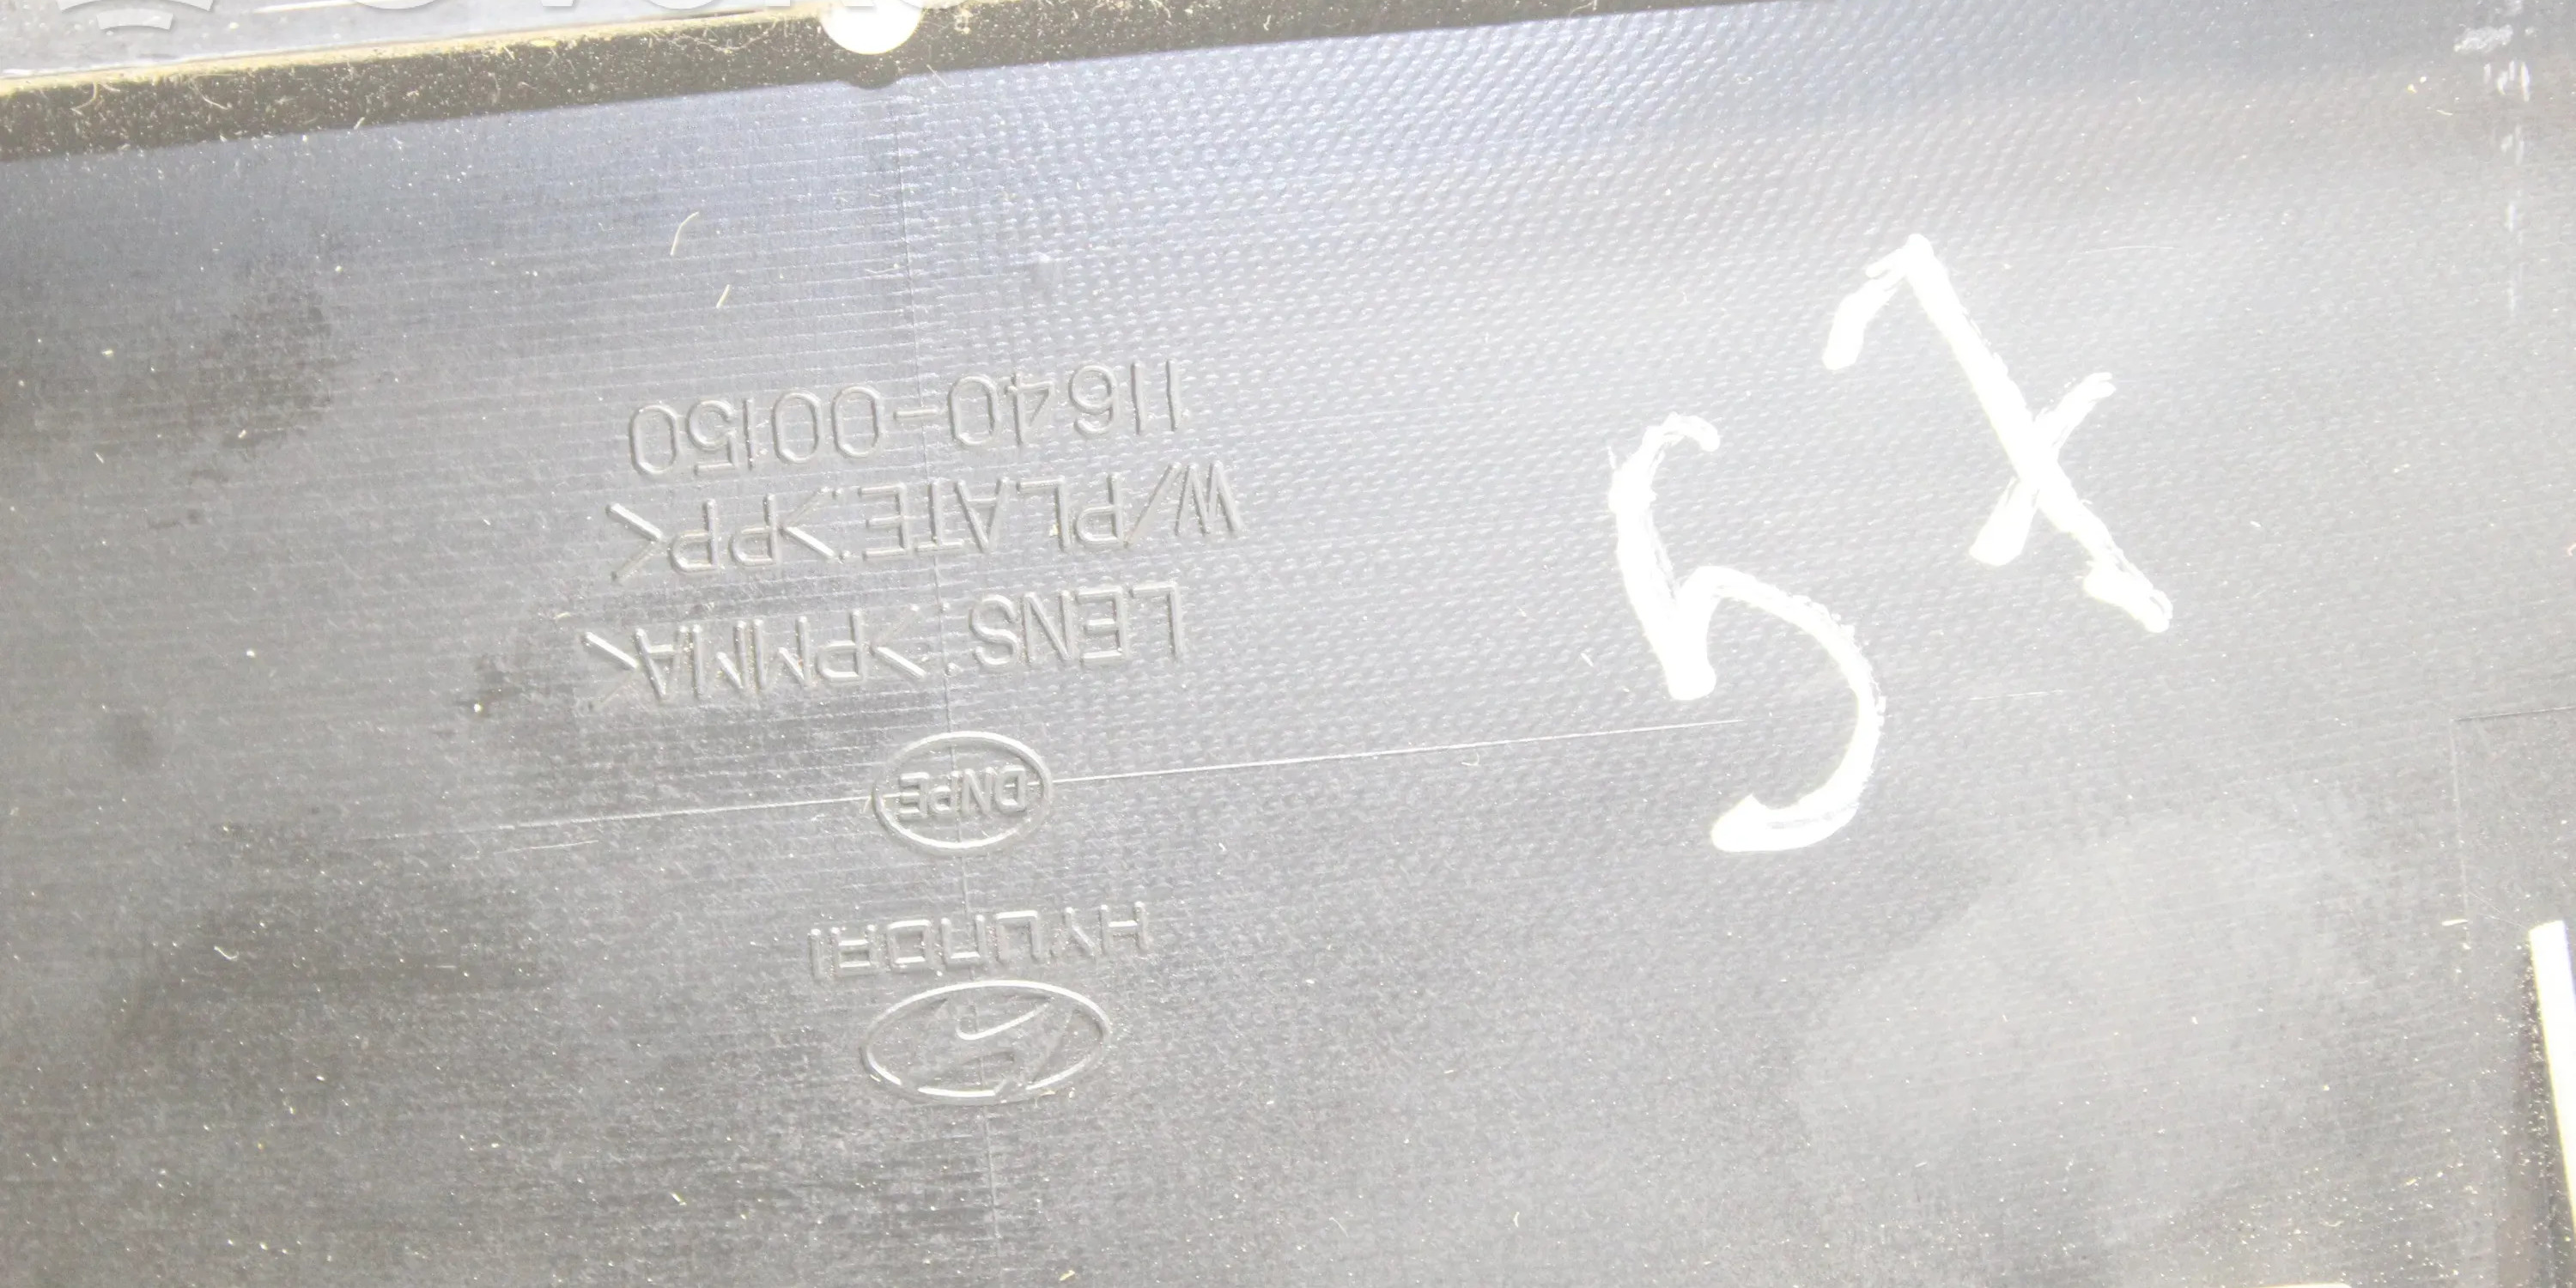 HYUNDAI
DNPE
LENS:>PMMA<
W/PLATE:>PP<
11640-00150
57